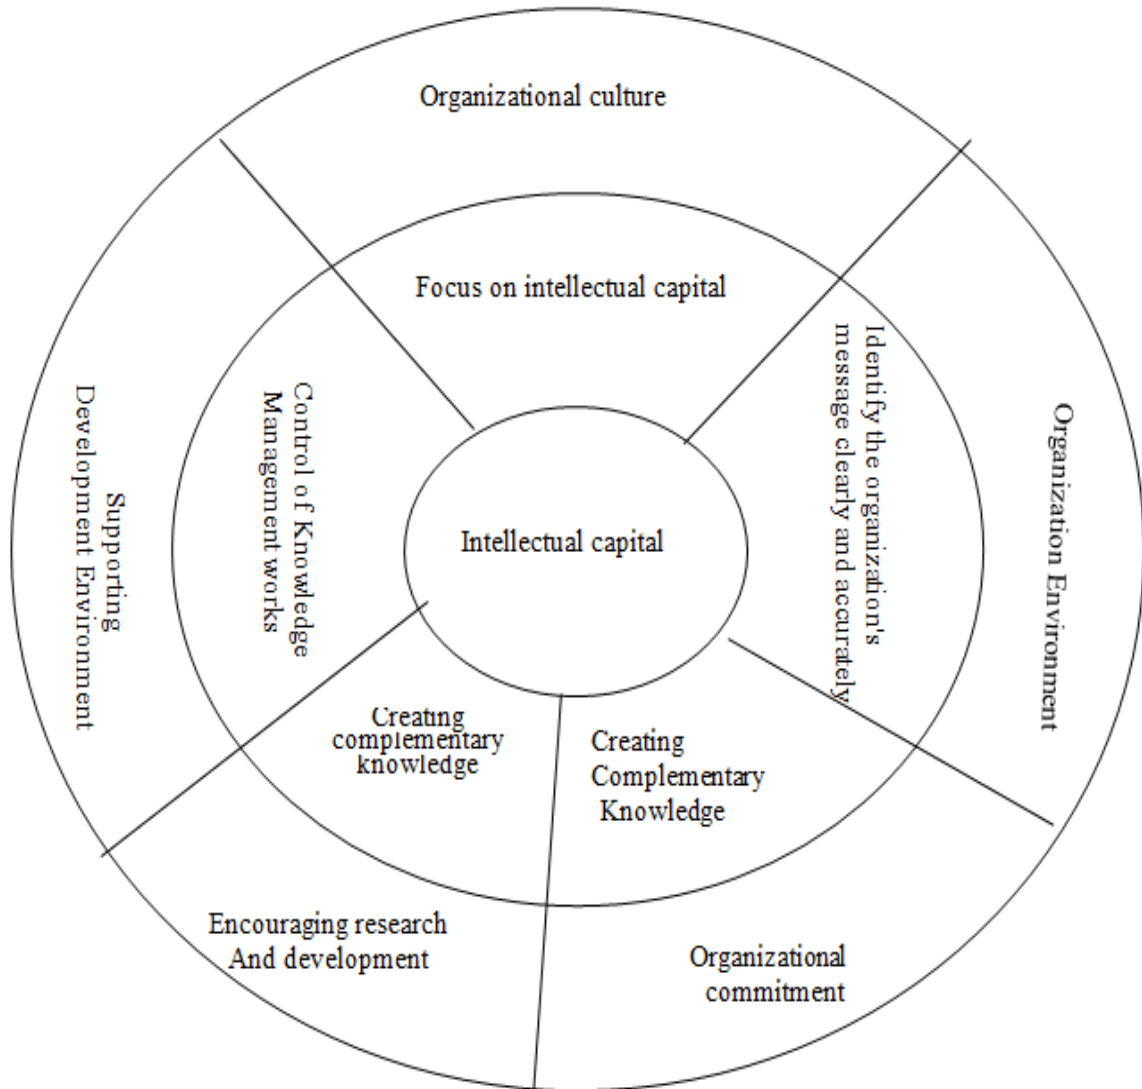 Organizational culture
Focus on intellectual capital
Identify the organization's
message clearly and accurately
Organization Environment
Control of Knowledge
Management works
Supporting
Development Environment
Intellectual capital
Creating
complementary
knowledge
Creating
Complementary
Knowledge
Encouraging research
And development
Organizational
commitment